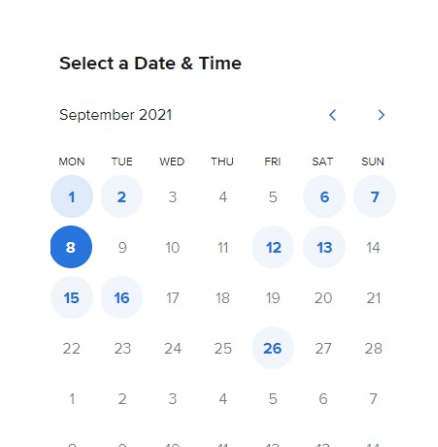 Select a Date & Time
September 2021
MON TUE WED THU FRI SAT SUN
1 2 3 4 5 6 7
8 9 10 11 12 13 14
15 16 17 18 19 20 21
22 23 24 25 26 27 28
1 2 3 4 5 6 7